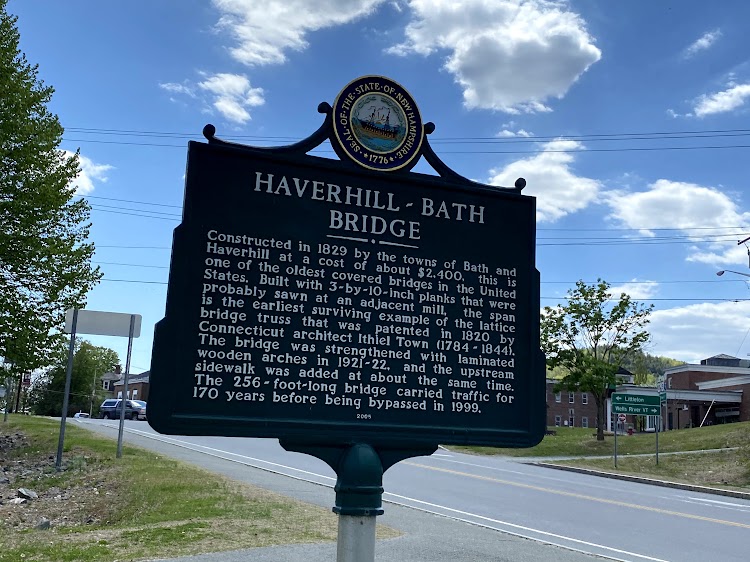 SEAL·OF·THE·STATE·OF·NEW HAMPSHIRE
·1776·
HAVERHILL - BATH
BRIDGE
Constructed in 1829 by the towns of Bath and
Haverhill at a cost of about $2,400, this is
one of the oldest covered bridges in the United
States. Built with 3-by-10-inch planks that were
probably sawn at an adjacent mill, the span
is the earliest surviving example of the lattice
bridge truss that was patented in 1820 by
Connecticut architect Ithiel Town (1784-1844).
The bridge was strengthened with laminated
wooden arches in 1921-22, and the upstream
sidewalk was added at about the same time.
The 256-foot-long bridge carried traffic for
170 years before being bypassed in 1999.
2005
Littleton
Wells River VT